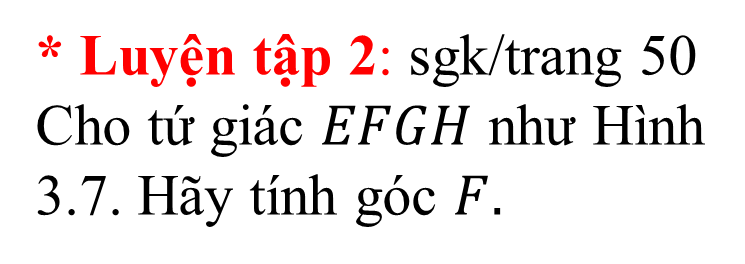 * Luyện tập 2: sgk/trang 50
Cho tứ giác EFGH như Hình
3.7. Hãy tính góc F.